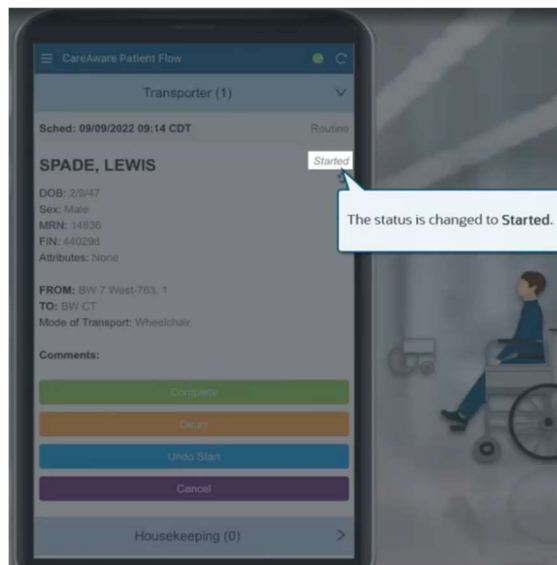 CareAware Patient Flow
Transporter (1)
Sched: 09/09/2022 09:14 CDT Routine
SPADE, LEWIS Started
DOB: 2/9/47
Sex: Male
MRN: 14836
FIN: 440298
Attributes: None
The status is changed to Started.
FROM: BW 7 West-763, 1
TO: BW CT
Mode of Transport: Wheelchair
Comments:
Complete
Delay
Undo Start
Cancel
Housekeeping (0)